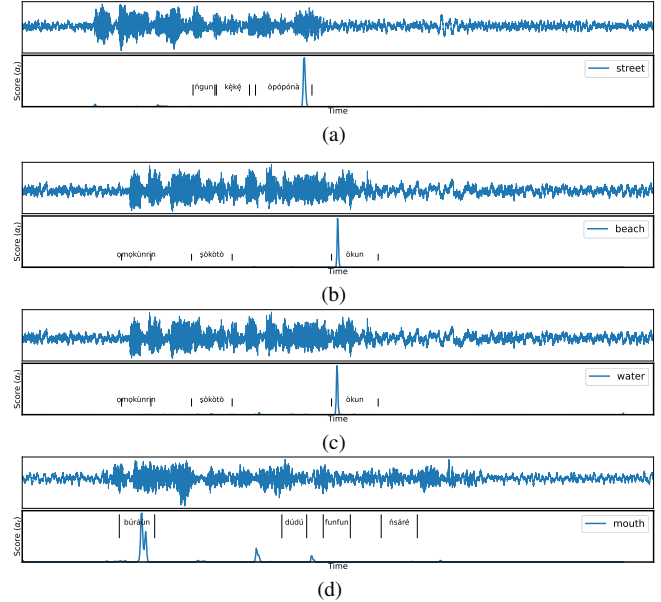 Score (αₜ)
street
ńgun kẹ̀kẹ́ òpópónà
Time
(a)
Score (αₜ)
beach
ọmọkùnrin ṣòkòtò òkun
Time
(b)
Score (αₜ)
water
ọmọkùnrin ṣòkòtò òkun
Time
(c)
Score (αₜ)
mouth
búráùn dúdú funfun ńsáré
Time
(d)